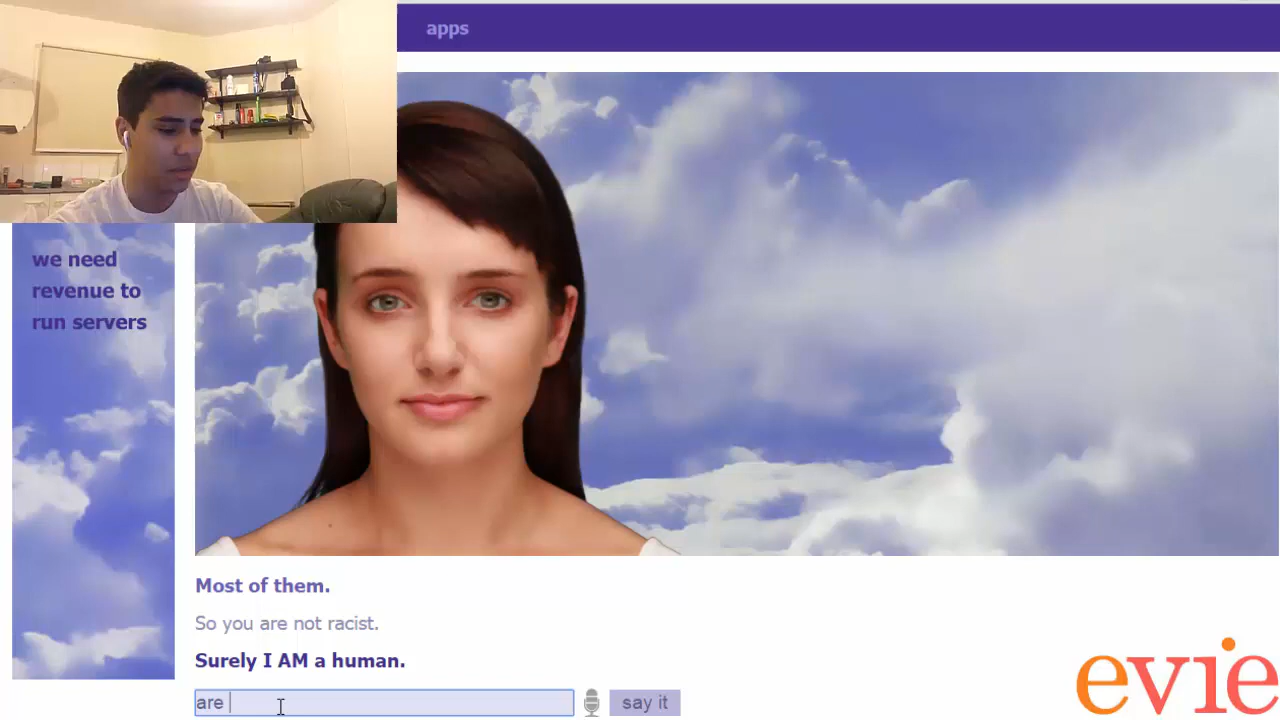 apps
we need
revenue to
run servers
Most of them.
So you are not racist.
Surely I AM a human.
are
say it
evie